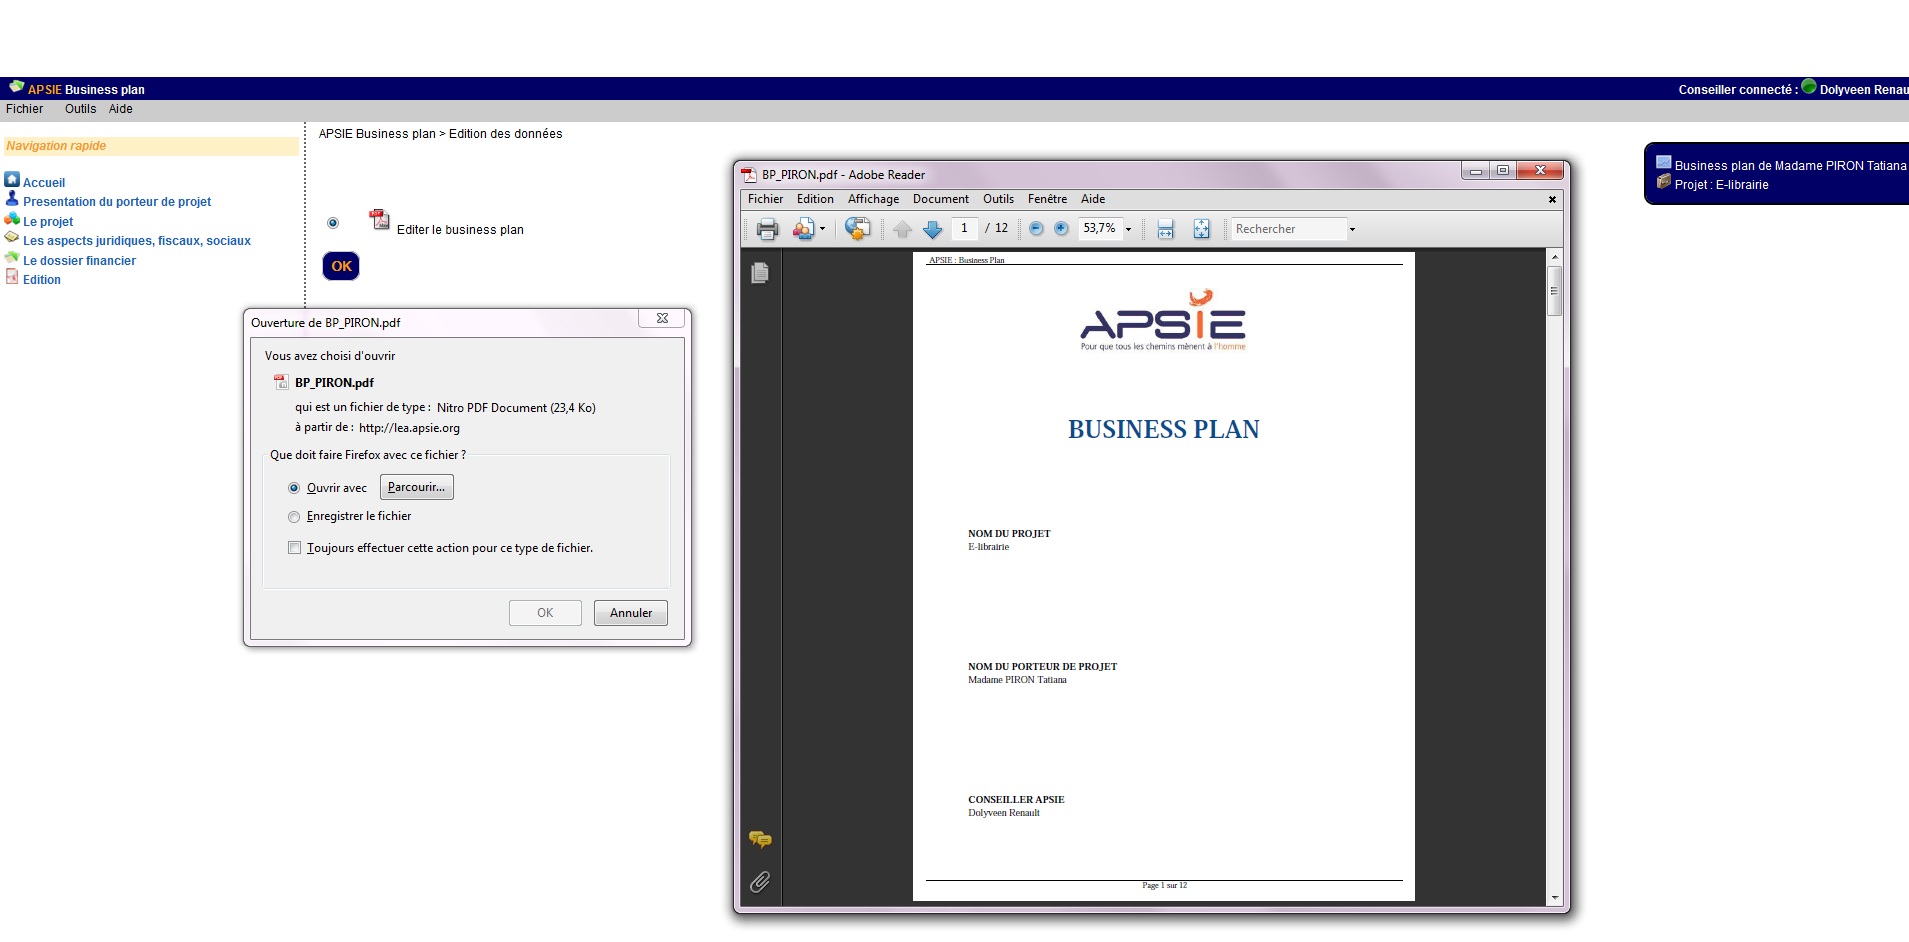 APSIE Business plan
Conseiller connecté : Dolyveen Renau
Fichier Outils Aide
Navigation rapide
Accueil
Presentation du porteur de projet
Le projet
Les aspects juridiques, fiscaux, sociaux
Le dossier financier
Edition
APSIE Business plan > Edition des données
Editer le business plan
OK
Business plan de Madame PIRON Tatiana
Projet : E-librairie
Ouverture de BP_PIRON.pdf
Vous avez choisi d'ouvrir
BP_PIRON.pdf
qui est un fichier de type : Nitro PDF Document (23,4 Ko)
à partir de : http://lea.apsie.org
Que doit faire Firefox avec ce fichier ?
Ouvrir avec Parcourir...
Enregistrer le fichier
Toujours effectuer cette action pour ce type de fichier.
OK Annuler
BP_PIRON.pdf - Adobe Reader
Fichier Edition Affichage Document Outils Fenêtre Aide
1 / 12 53,7% Rechercher
APSIE : Business Plan
APSIE
Pour que tous les chemins mènent à l'homme
BUSINESS PLAN
NOM DU PROJET
E-librairie
NOM DU PORTEUR DE PROJET
Madame PIRON Tatiana
CONSEILLER APSIE
Dolyveen Renault
Page 1 sur 12